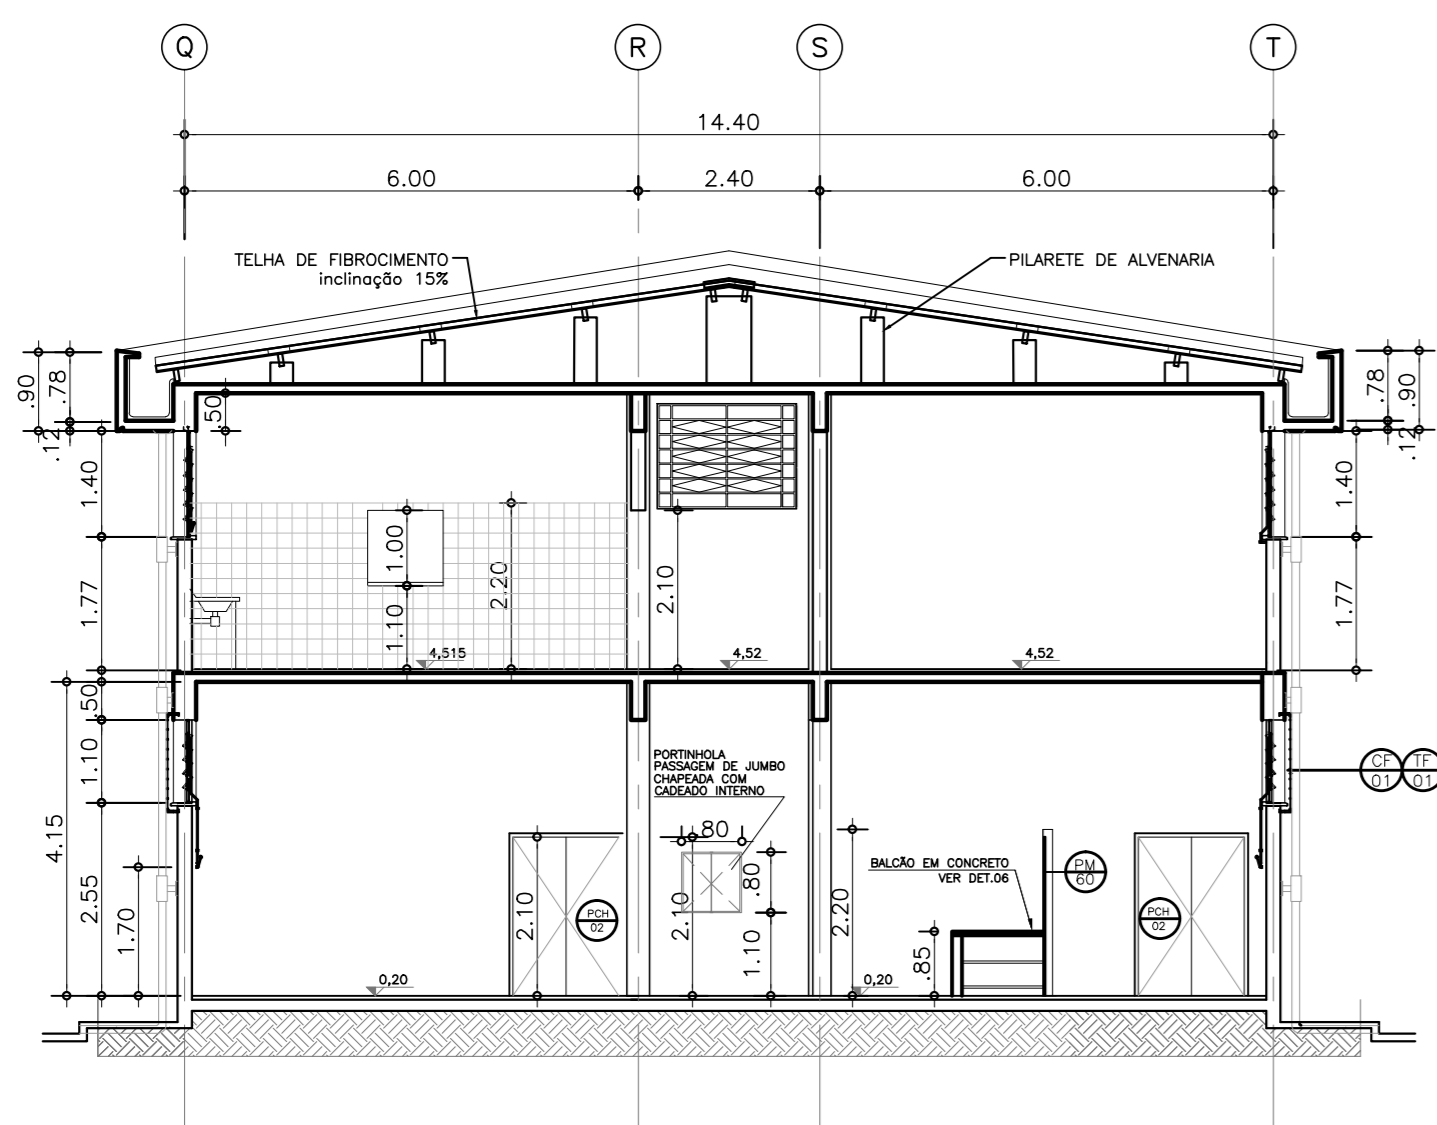 Q
R
S
T
14.40
6.00
2.40
6.00
TELHA DE FIBROCIMENTO
inclinação 15%
PILARETE DE ALVENARIA
.90
.78
.12
.50
.78
.90
.12
1.40
1.77
1.00
1.10
2.20
2.10
1.40
1.77
4,515
4,52
4,52
.50
1.10
4.15
2.55
1.70
PORTINHOLA
PASSAGEM DE JUMBO
CHAPEADA COM
CADEADO INTERNO
.80
.80
2.10
2.10
1.10
2.20
.85
BALCÃO EM CONCRETO
VER DET.06
PCH
02
PM
60
PCH
02
CF
01
TF
01
0,20
0,20